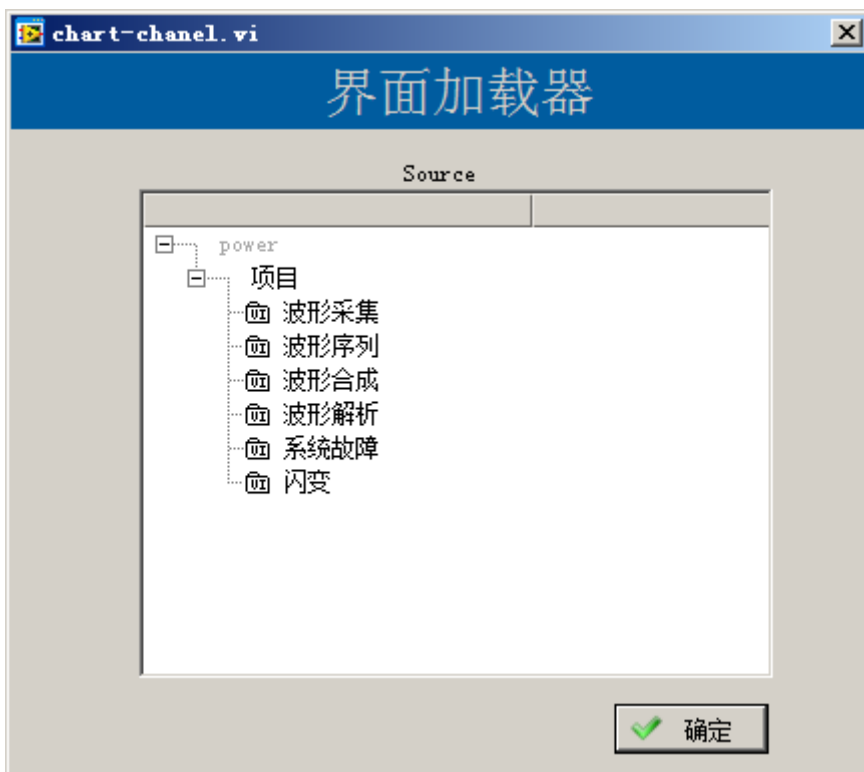 chart-chanel.vi
界面加载器
Source
power
项目
波形采集
波形序列
波形合成
波形解析
系统故障
闪变
确定